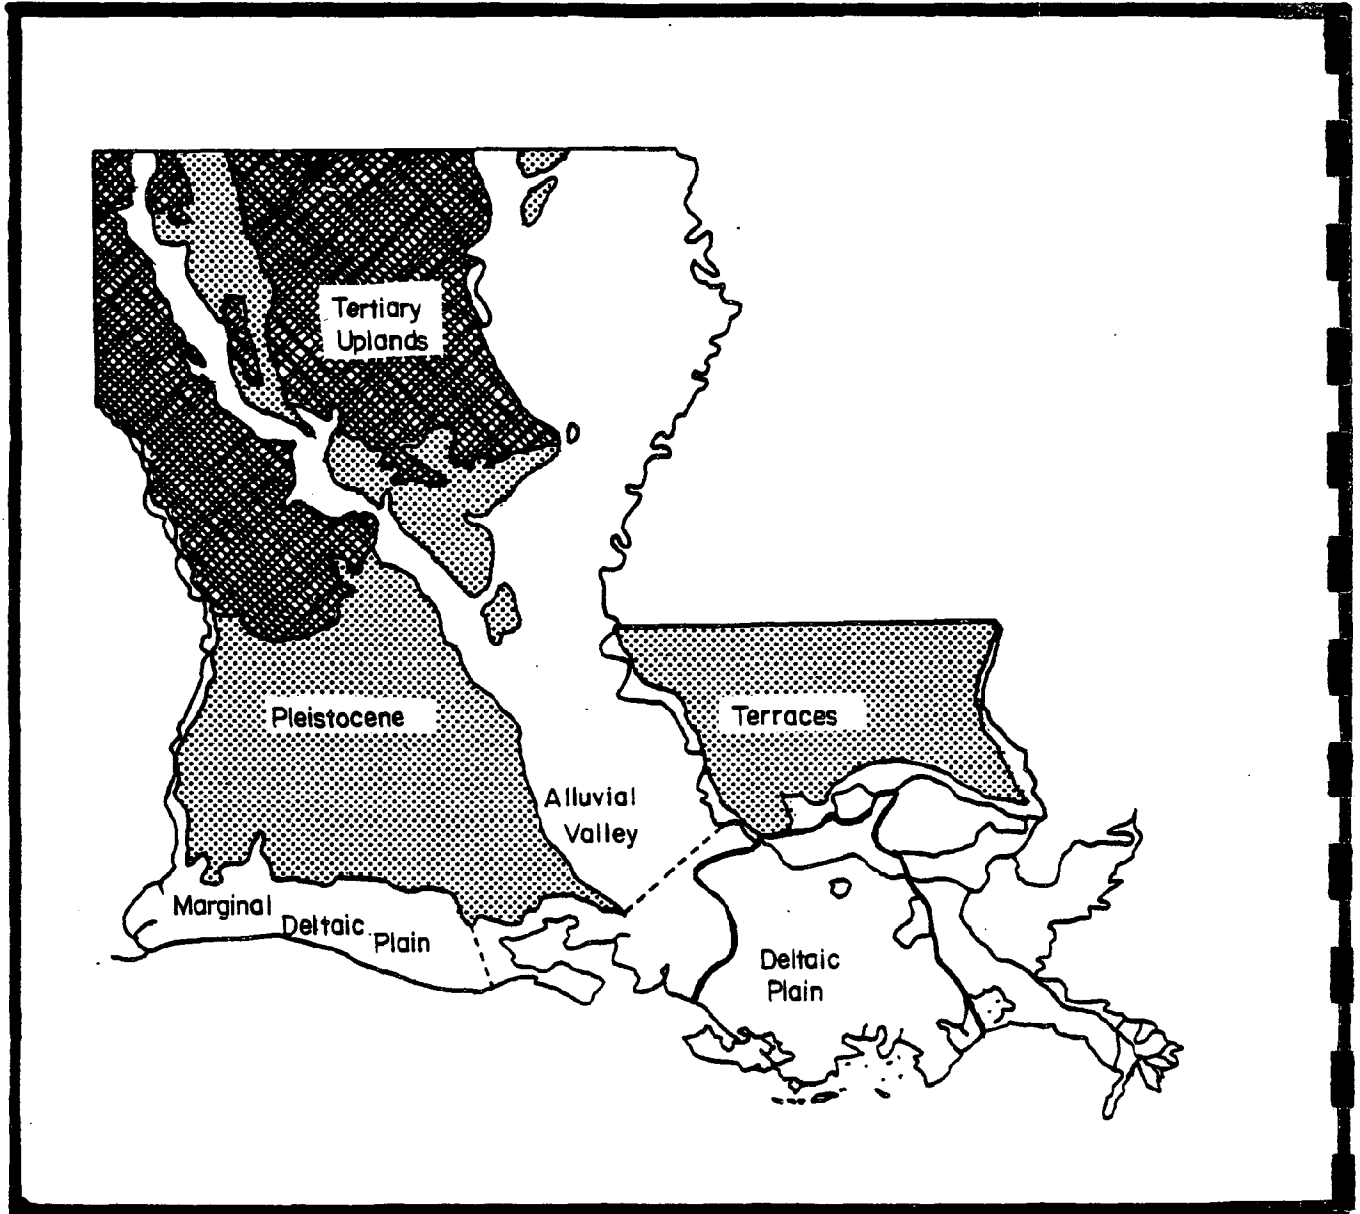 Tertiary
Uplands
Pleistocene
Terraces
Alluvial
Valley
Marginal Deltaic Plain
Deltaic
Plain